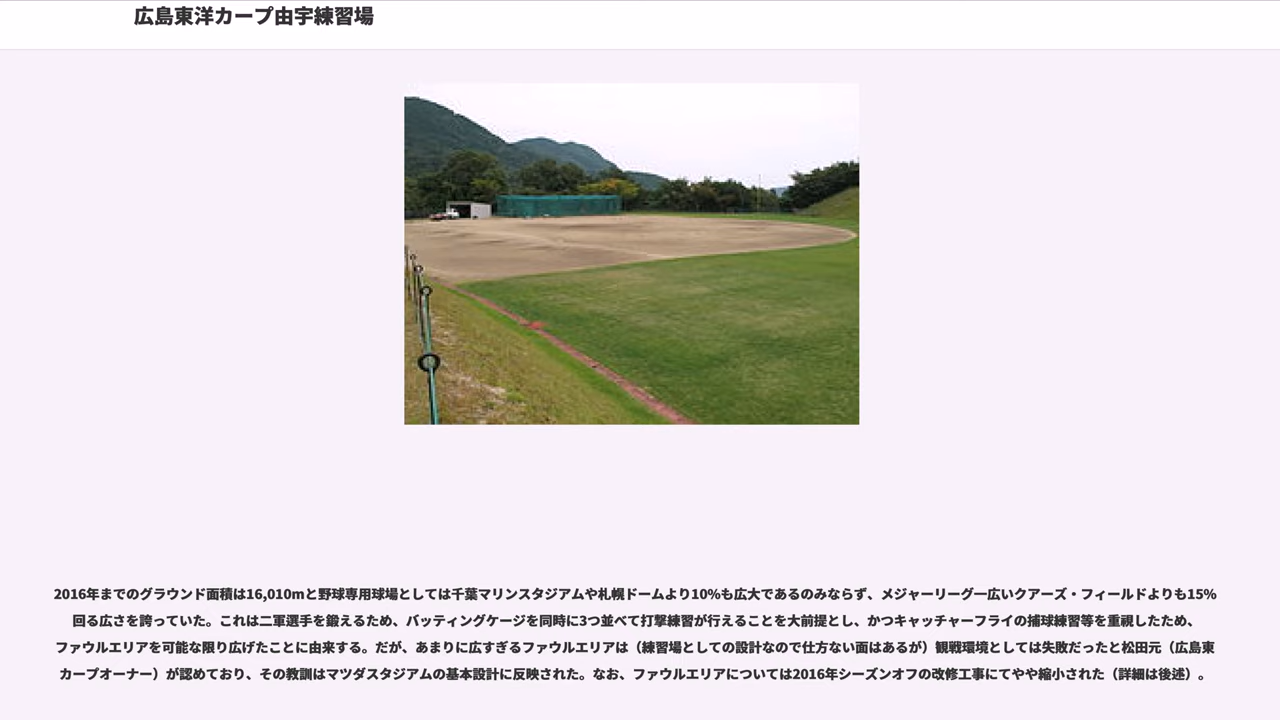 広島東洋カープ由宇練習場
2016年までのグラウンド面積は16,010mと野球専用球場としては千葉マリンスタジアムや札幌ドームより10%も広大であるのみならず、メジャーリーグ一広いクアーズ・フィールドよりも15%
回る広さを誇っていた。これは二軍選手を鍛えるため、バッティングケージを同時に3つ並べて打撃練習が行えることを大前提とし、かつキャッチャーフライの捕球練習等を重視したため、
ファウルエリアを可能な限り広げたことに由来する。だが、あまりに広すぎるファウルエリアは（練習場としての設計なので仕方ない面はあるが）観戦環境としては失敗だったと松田元（広島東
カープオーナー）が認めており、その教訓はマツダスタジアムの基本設計に反映された。なお、ファウルエリアについては2016年シーズンオフの改修工事にてやや縮小された（詳細は後述）。